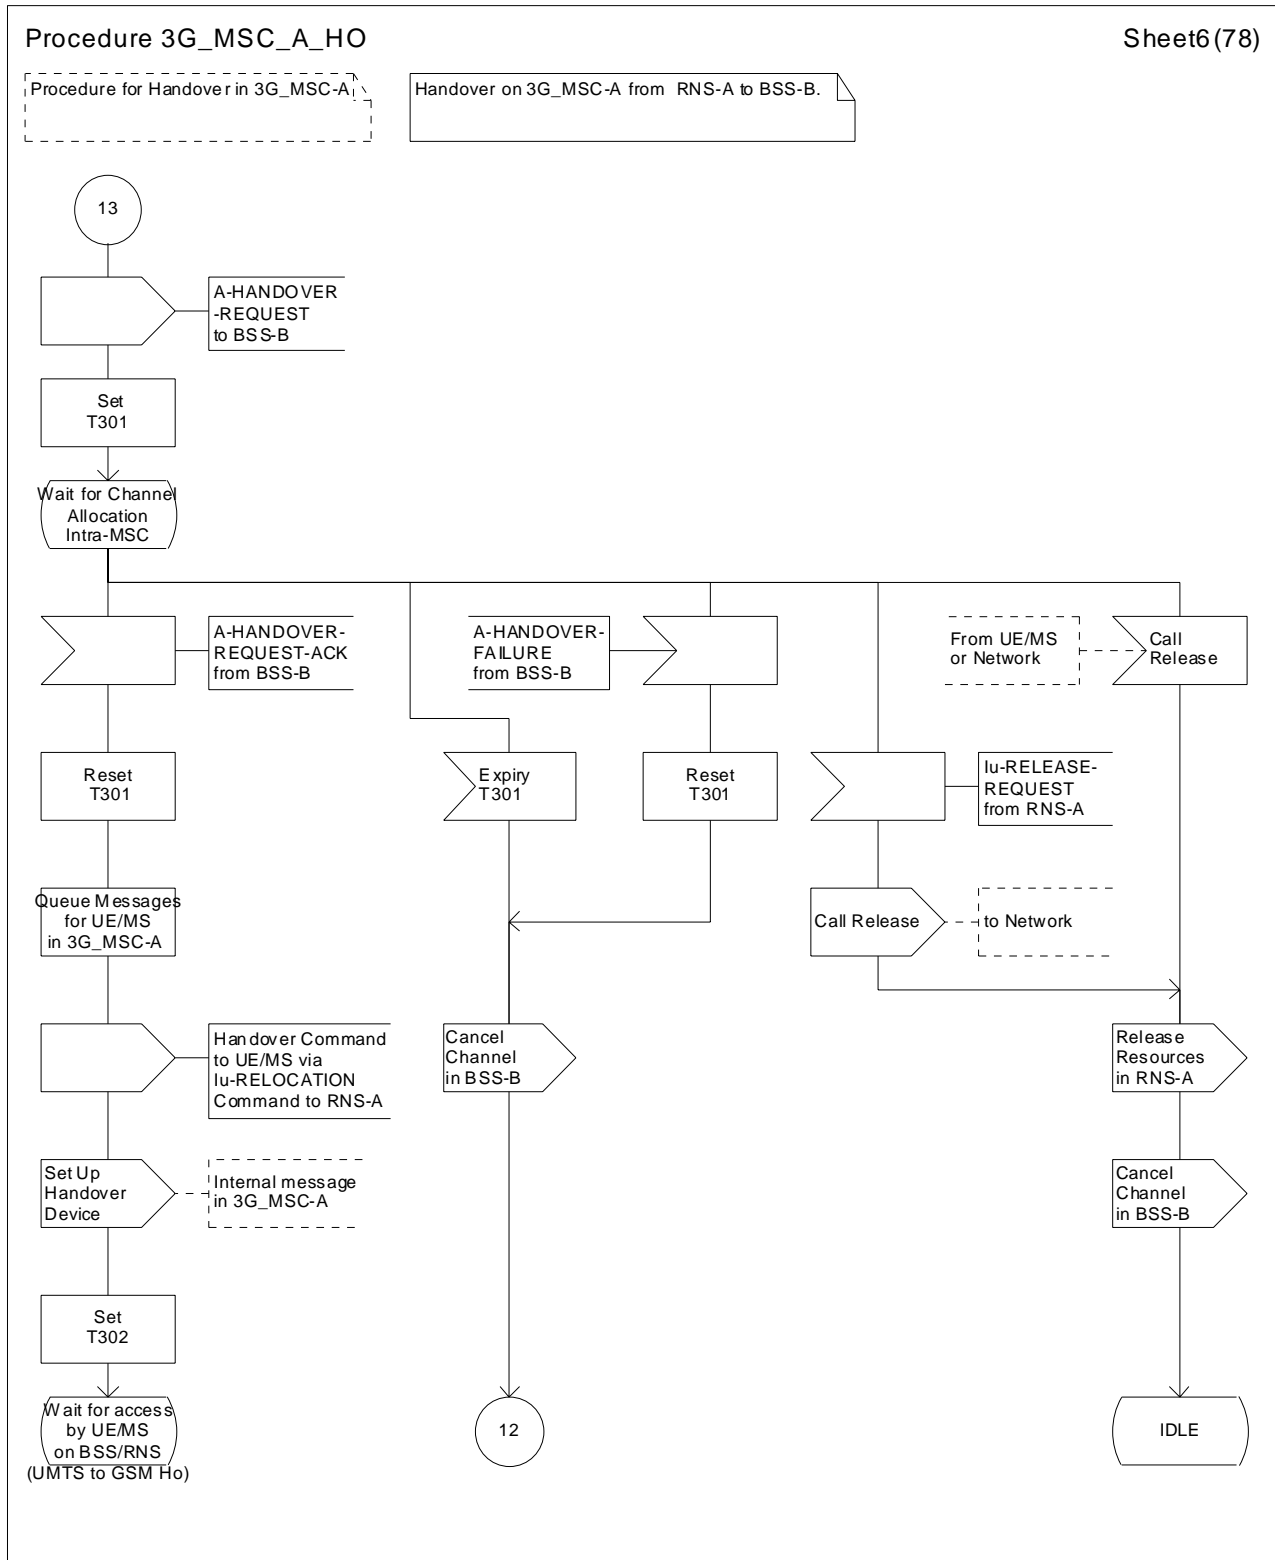 Procedure 3G_MSC_A_HO
Sheet6(78)
Procedure for Handover in 3G_MSC-A
Handover on 3G_MSC-A from RNS-A to BSS-B.
13
A-HANDOVER
-REQUEST
to BSS-B
Set
T301
Wait for Channel
Allocation
Intra-MSC
A-HANDOVER-
REQUEST-ACK
from BSS-B
A-HANDOVER-
FAILURE
from BSS-B
From UE/MS
or Network
Call
Release
Reset
T301
Expiry
T301
Reset
T301
Iu-RELEASE-
REQUEST
from RNS-A
Queue Messages
for UE/MS
in 3G_MSC-A
Call Release
to Network
Handover Command
to UE/MS via
Iu-RELOCATION
Command to RNS-A
Cancel
Channel
in BSS-B
Release
Resources
in RNS-A
Set Up
Handover
Device
Internal message
in 3G_MSC-A
Cancel
Channel
in BSS-B
Set
T302
Wait for access
by UE/MS
on BSS/RNS
(UMTS to GSM Ho)
12
IDLE